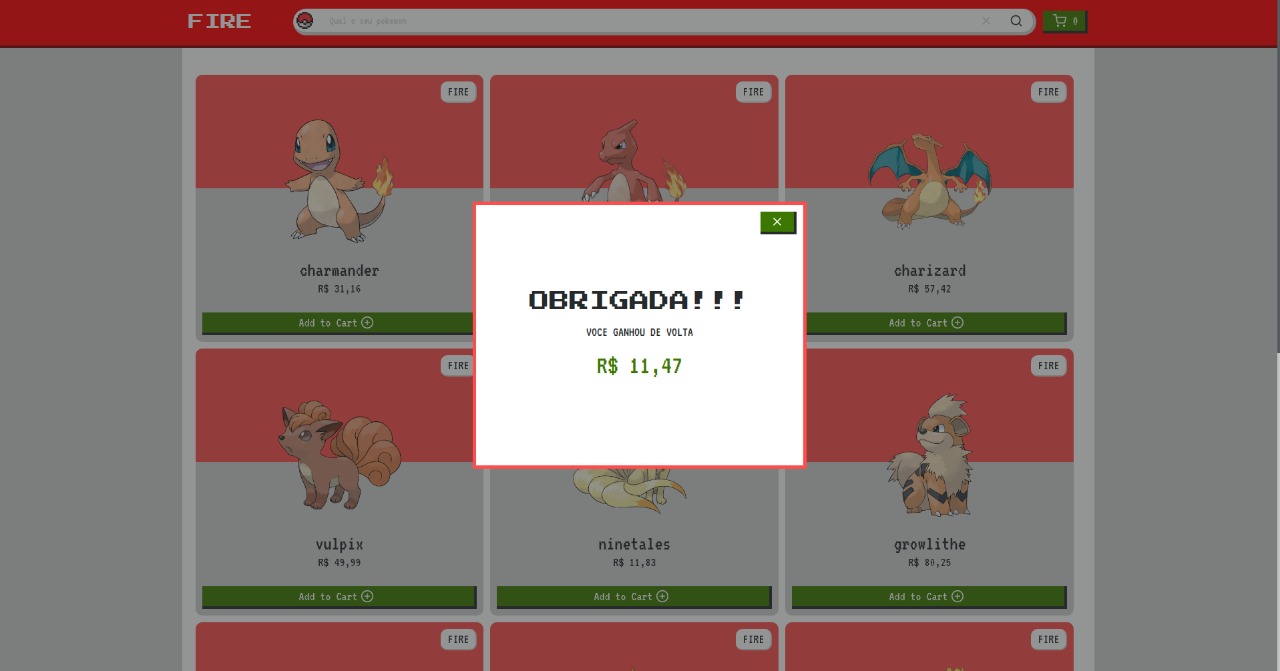 FIRE
Qual o seu pokemon
0
FIRE
FIRE
FIRE
charmander
R$ 31,16
Add to Cart
charizard
R$ 57,42
Add to Cart
OBRIGADA!!!
VOCE GANHOU DE VOLTA
R$ 11,47
FIRE
FIRE
vulpix
R$ 49,99
Add to Cart
ninetales
R$ 11,83
Add to Cart
growlithe
R$ 80,25
Add to Cart
FIRE
FIRE
FIRE